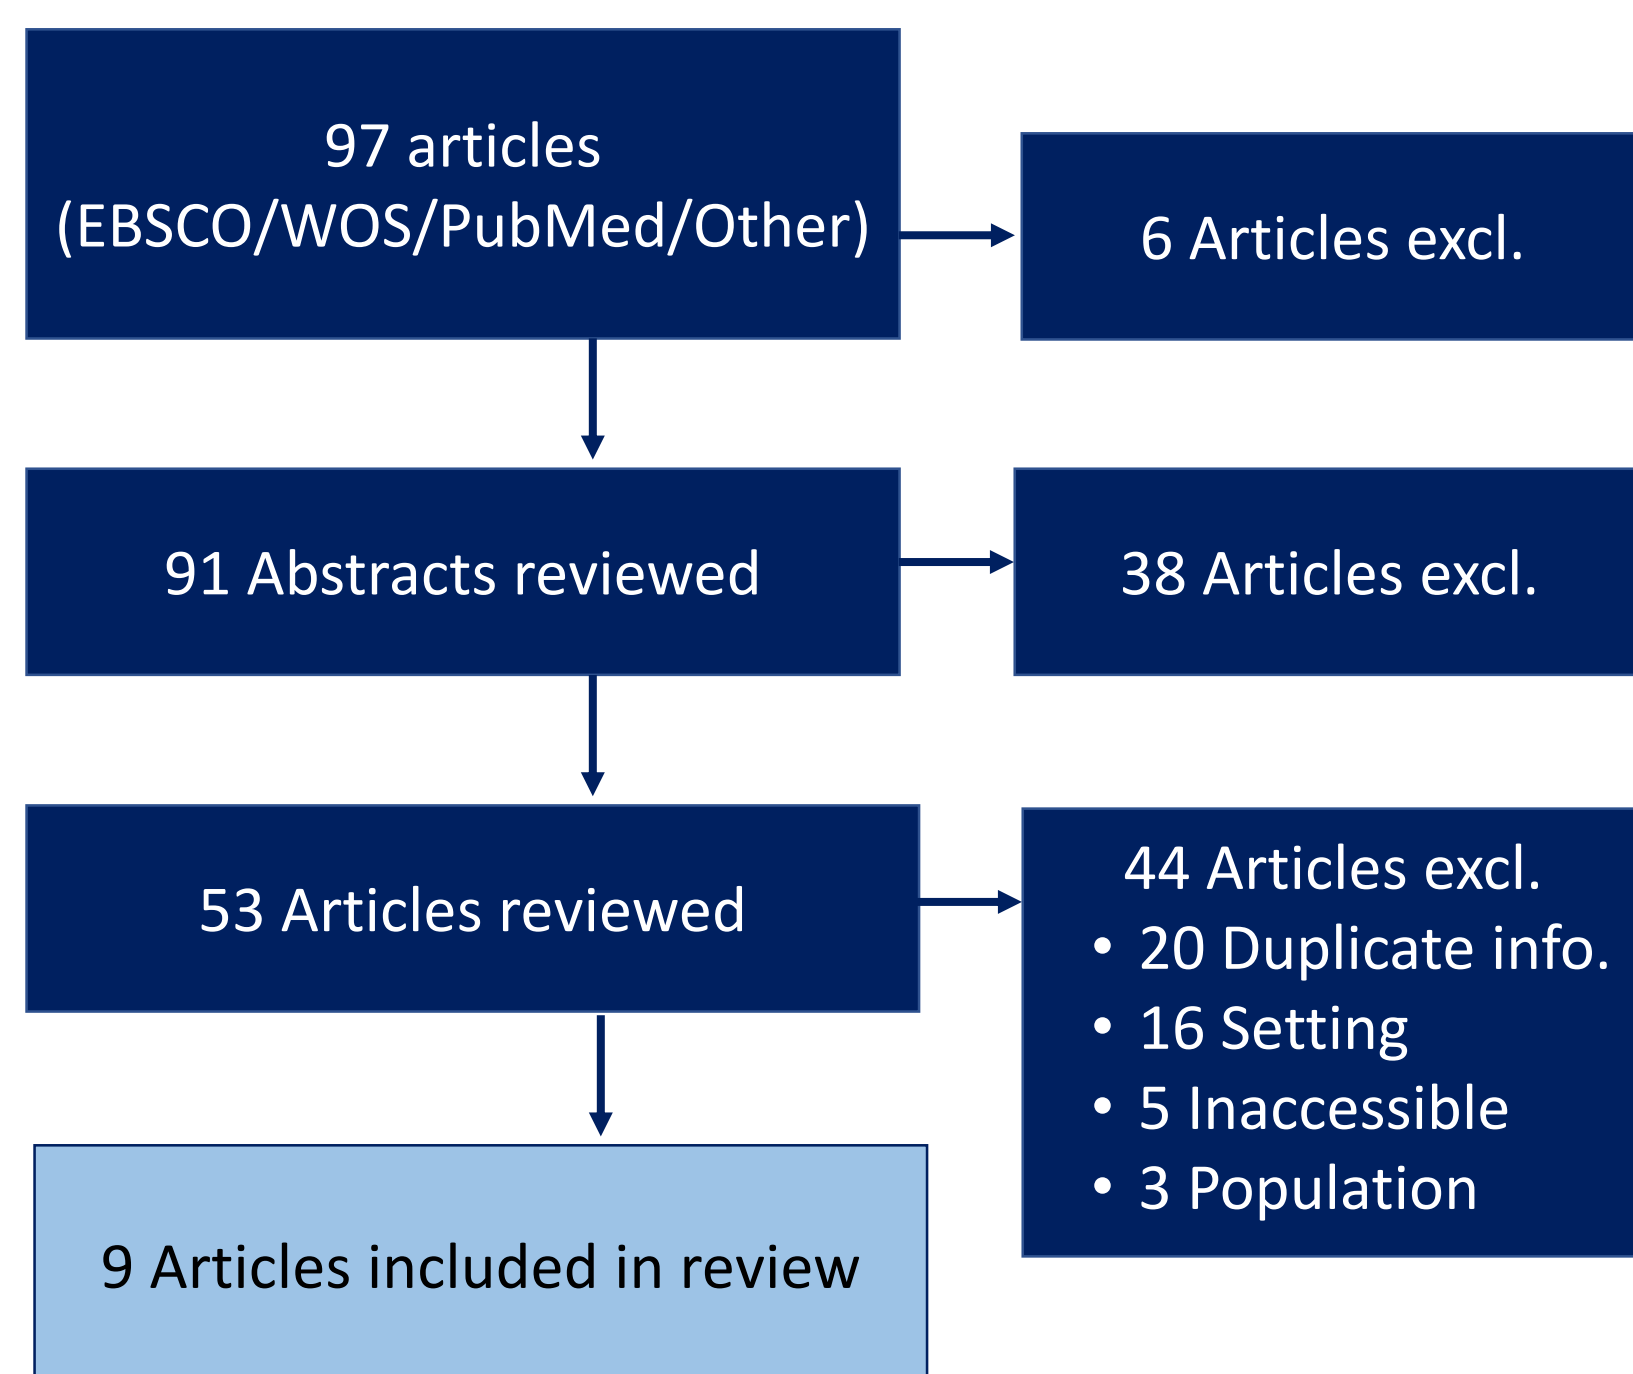 97 articles
(EBSCO/WOS/PubMed/Other)
6 Articles excl.
91 Abstracts reviewed
38 Articles excl.
53 Articles reviewed
44 Articles excl.
• 20 Duplicate info.
• 16 Setting
• 5 Inaccessible
• 3 Population
9 Articles included in review